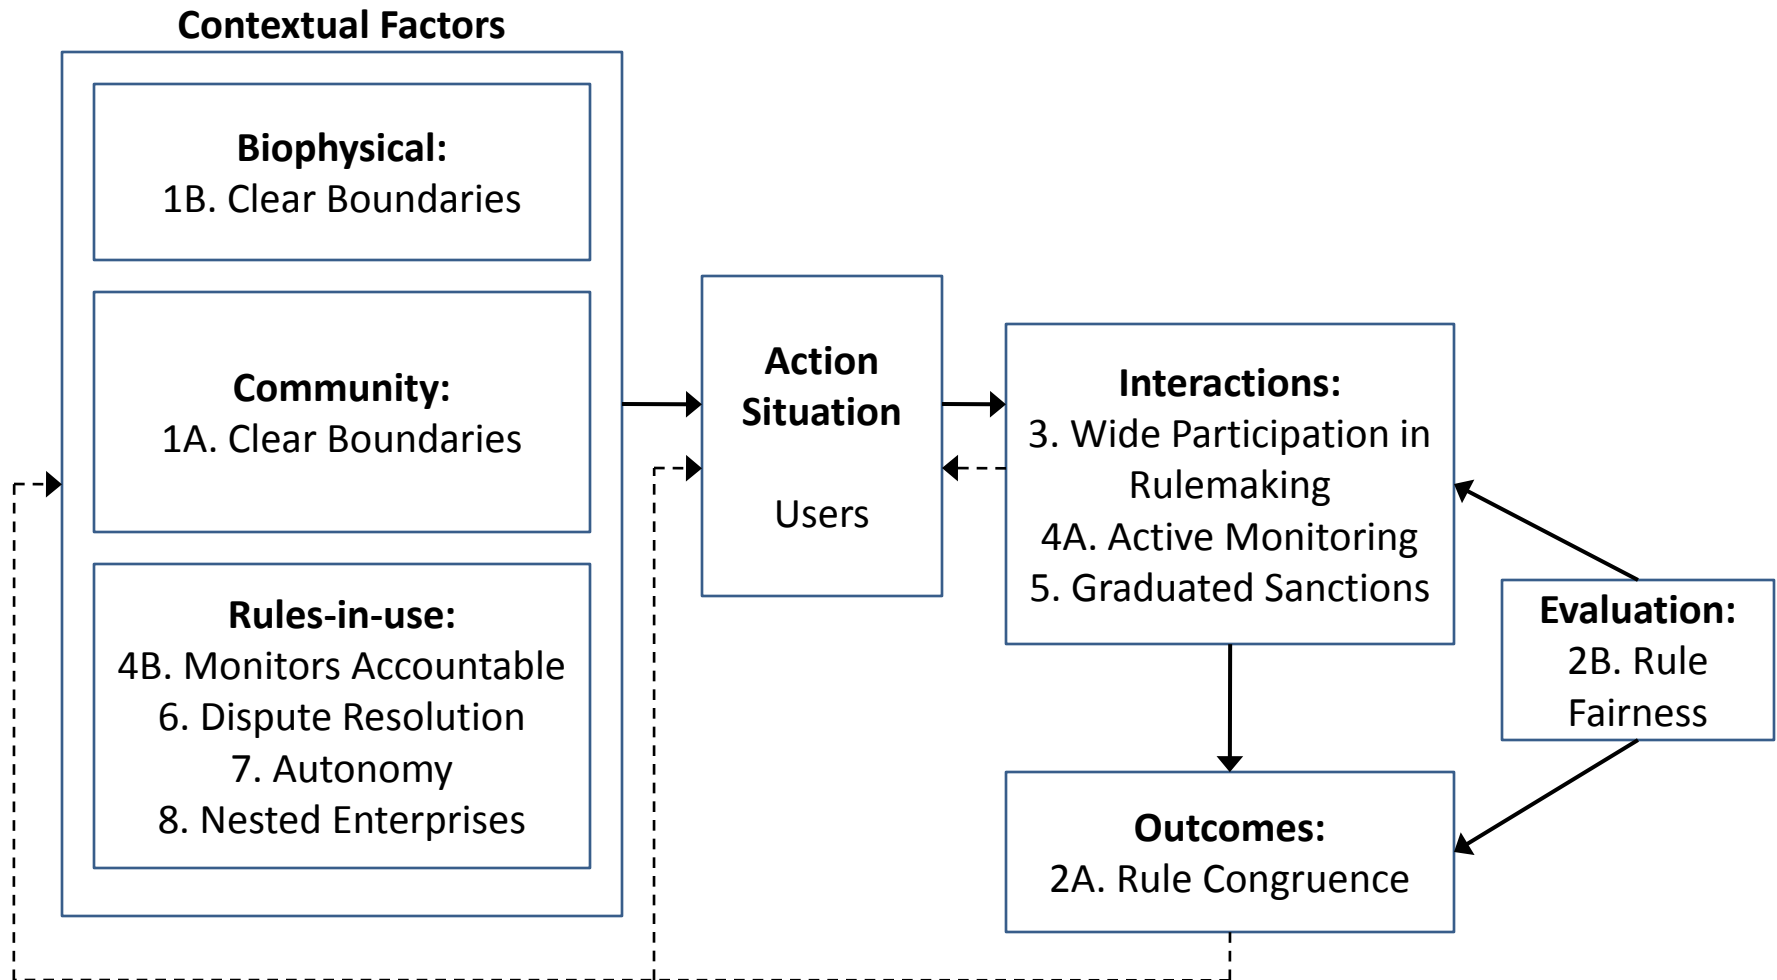 Contextual Factors
Biophysical:
1B. Clear Boundaries
Community:
1A. Clear Boundaries
Rules-in-use:
4B. Monitors Accountable
6. Dispute Resolution
7. Autonomy
8. Nested Enterprises
Action
Situation
Users
Interactions:
3. Wide Participation in
Rulemaking
4A. Active Monitoring
5. Graduated Sanctions
Evaluation:
2B. Rule
Fairness
Outcomes:
2A. Rule Congruence